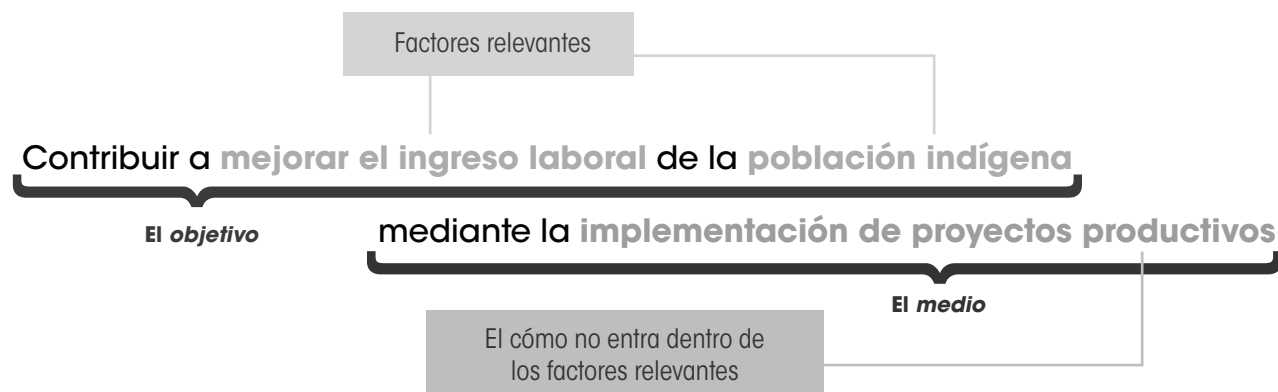 Factores relevantes
Contribuir a mejorar el ingreso laboral de la población indígena
El objetivo
mediante la implementación de proyectos productivos
El medio
El cómo no entra dentro de
los factores relevantes